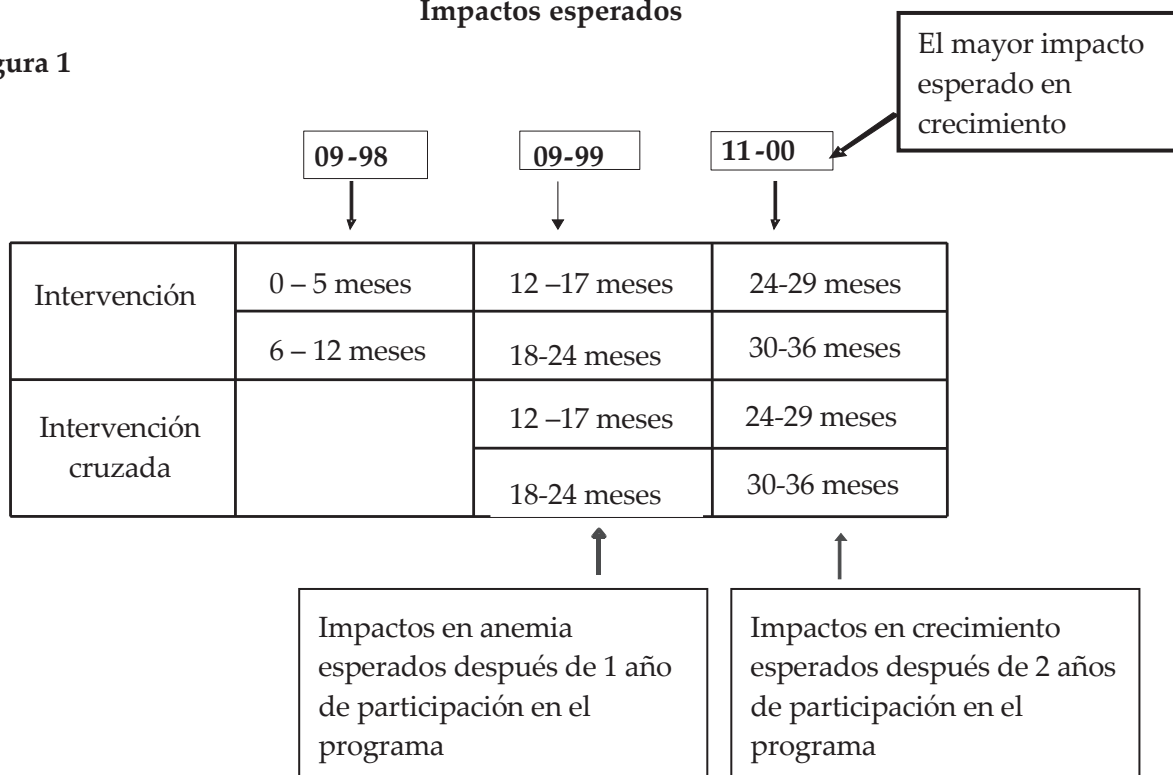 Impactos esperados
gura 1
El mayor impacto
esperado en
crecimiento
09-98
09-99
11-00
Intervención
0 – 5 meses
12 –17 meses
24-29 meses
6 – 12 meses
18-24 meses
30-36 meses
Intervención
cruzada
12 –17 meses
24-29 meses
18-24 meses
30-36 meses
Impactos en anemia
esperados después de 1 año
de participación en el
programa
Impactos en crecimiento
esperados después de 2 años
de participación en el
programa